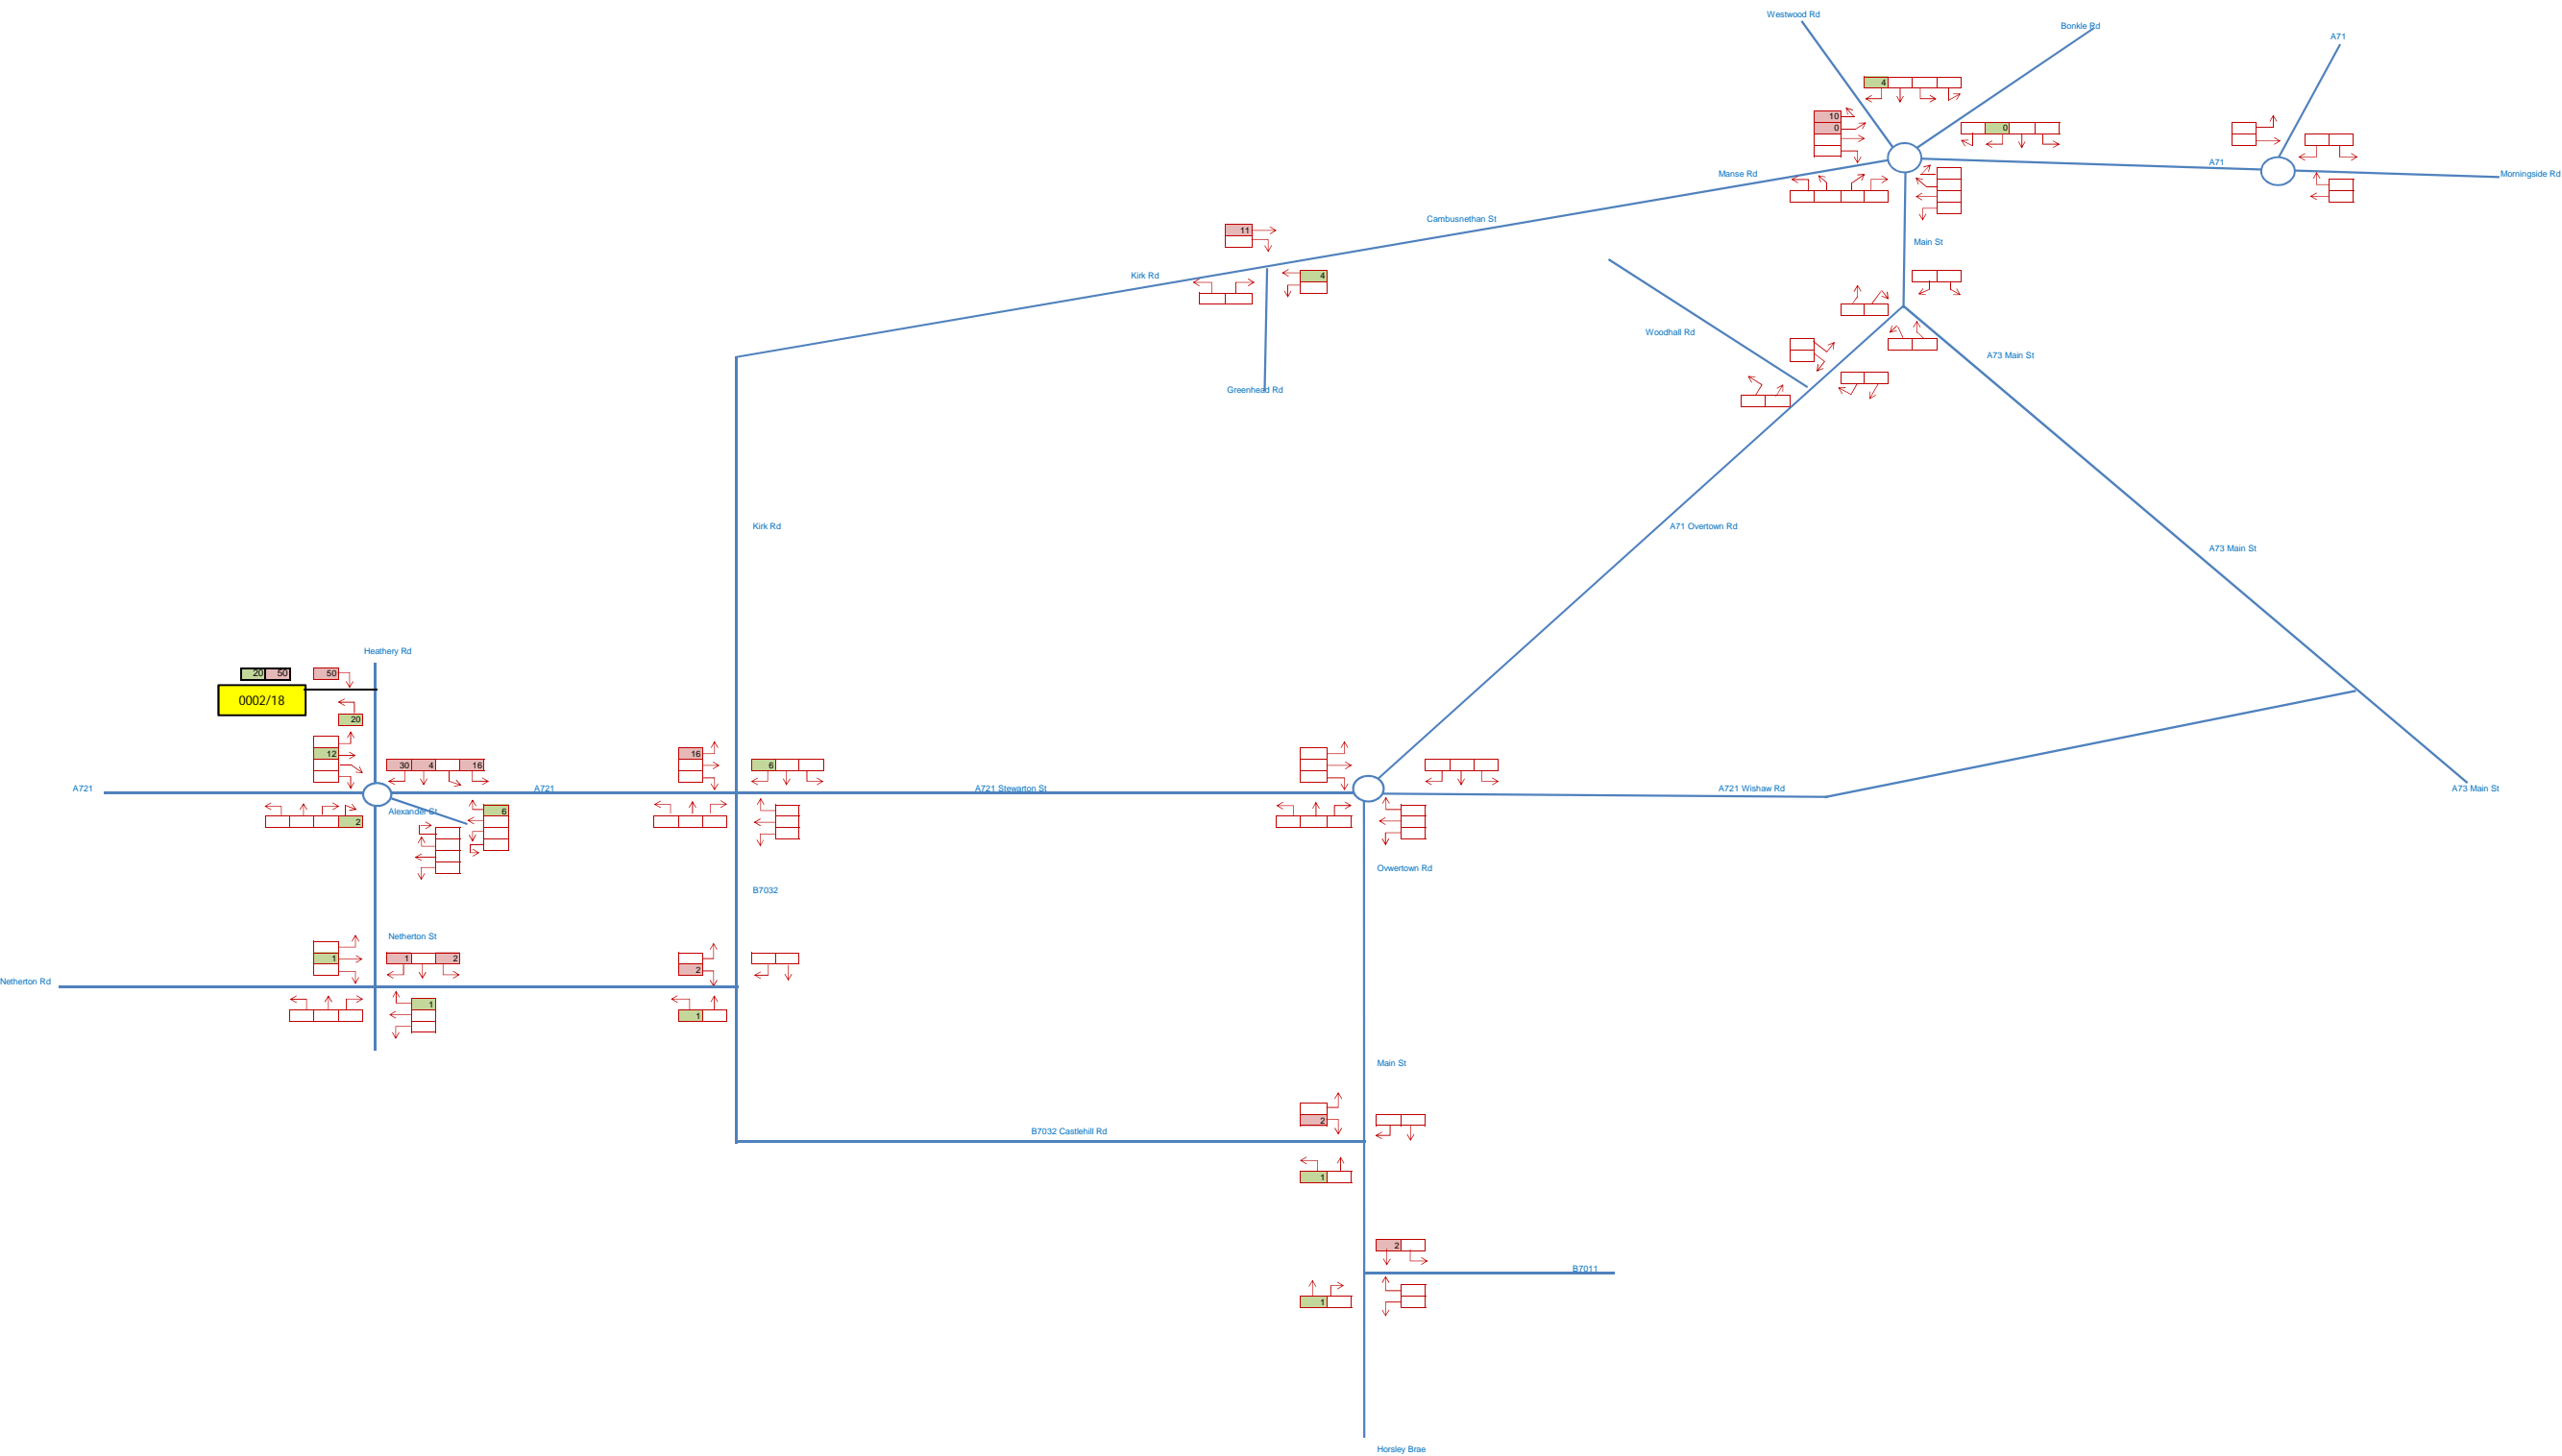 Westwood Rd
Bonkle Rd
A71
4
10
0
0
A71
Manse Rd
Morningside Rd
Cambusnethan St
11
Main St
Kirk Rd
4
Woodhall Rd
A73 Main St
Greenhead Rd
Kirk Rd
A71 Overtown Rd
A73 Main St
Heathery Rd
20 50
50
0002/18
20
12
30 4 16
16
6
A721
A721
A721 Stewarton St
A721 Wishaw Rd
A73 Main St
Alexander St
6
2
Ovwertown Rd
B7032
Netherton St
1
1 2
2
Netherton Rd
1
1
Main St
2
B7032 Castlehill Rd
1
2
B7011
1
Horsley Brae